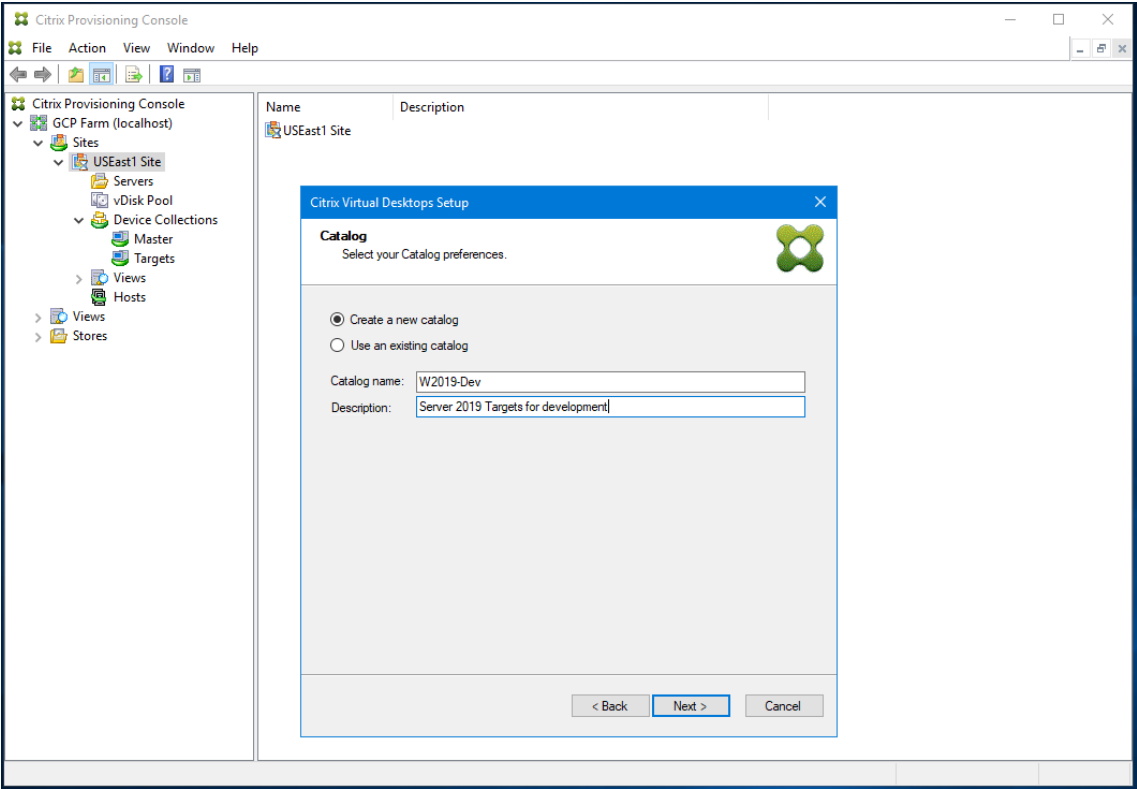 Citrix Provisioning Console
File Action View Window Help
Citrix Provisioning Console
GCP Farm (localhost)
Sites
USEast1 Site
Servers
vDisk Pool
Device Collections
Master
Targets
Views
Hosts
Views
Stores
Name Description
USEast1 Site
Citrix Virtual Desktops Setup
Catalog
Select your Catalog preferences.
Create a new catalog
Use an existing catalog
Catalog name: W2019-Dev
Description: Server 2019 Targets for development
< Back Next > Cancel